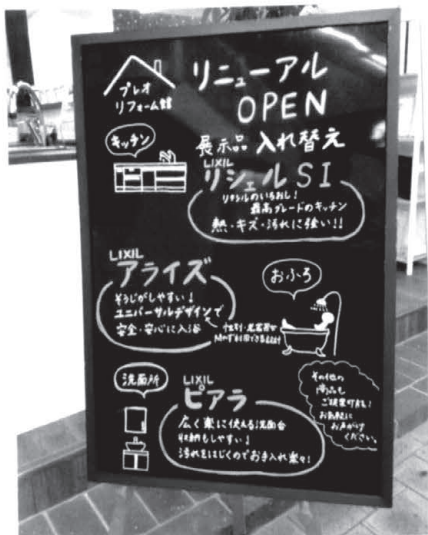 プレオ
リフォーム館
リニューアル
OPEN
展示品 入れ替え
キッチン
LIXIL
リシェルSI
リクシルのいちおし!
最高グレードのキッチン
熱・キズ・汚れに強い!!
LIXIL
アライズ
そうじがしやすい!
ユニバーサルデザインで
安全・安心に入浴
おふろ
性別・
洗面所
LIXIL
ピアラ
広く楽に使える洗面台
収納もしやすい!
汚れをはじくのでお手入れ楽々!
その他の
商品も
ご用意可能!
お気軽に
お声がけ
ください。